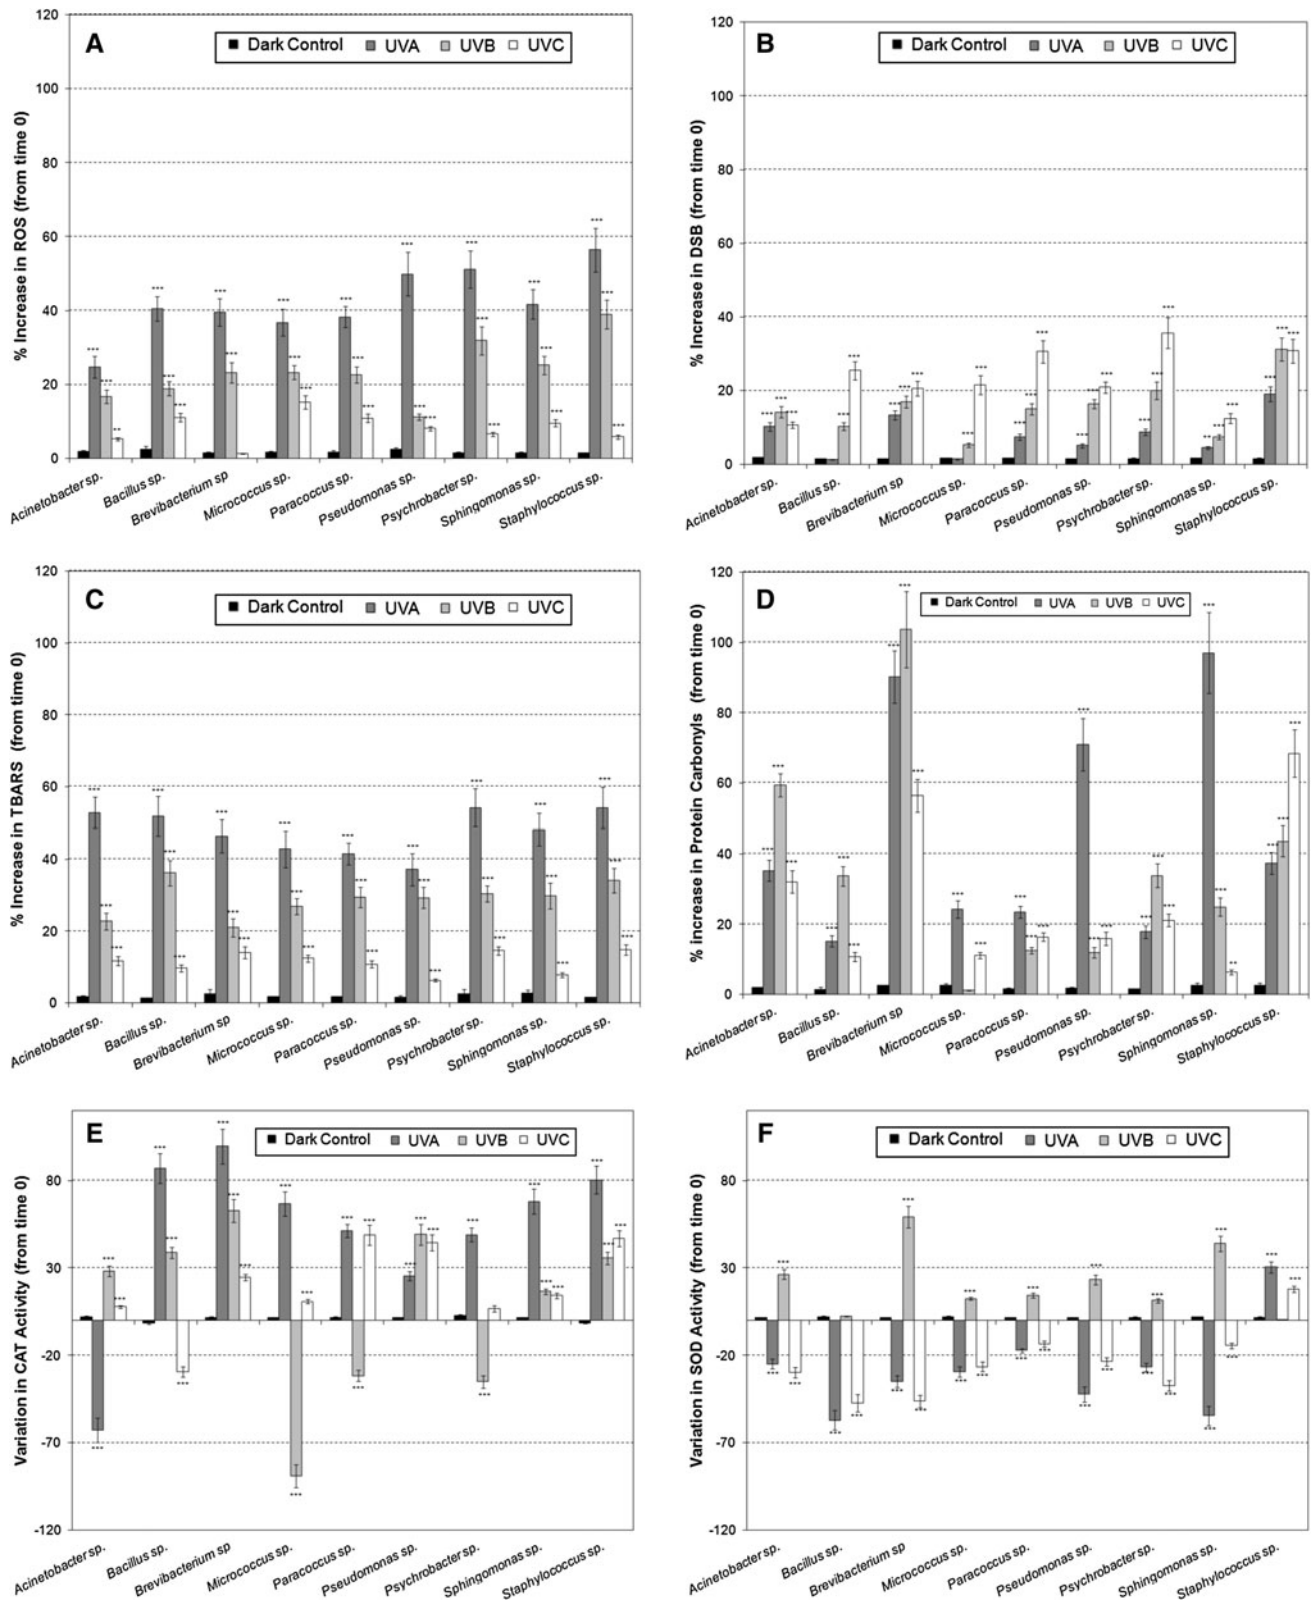 A
Dark Control UVA UVB UVC
% Increase in ROS (from time 0)
120
100
80
60
40
20
0
Acinetobacter sp.
Bacillus sp.
Brevibacterium sp
Micrococcus sp.
Paracoccus sp.
Pseudomonas sp.
Psychrobacter sp.
Sphingomonas sp.
Staphylococcus sp.
B
Dark Control UVA UVB UVC
% Increase in DSB (from time 0)
120
100
80
60
40
20
0
Acinetobacter sp.
Bacillus sp.
Brevibacterium sp
Micrococcus sp.
Paracoccus sp.
Pseudomonas sp.
Psychrobacter sp.
Sphingomonas sp.
Staphylococcus sp.
C
Dark Control UVA UVB UVC
% Increase in TBARS (from time 0)
120
100
80
60
40
20
0
Acinetobacter sp.
Bacillus sp.
Brevibacterium sp
Micrococcus sp.
Paracoccus sp.
Pseudomonas sp.
Psychrobacter sp.
Sphingomonas sp.
Staphylococcus sp.
D
Dark Control UVA UVB UVC
% increase in Protein Carbonyls (from time 0)
120
100
80
60
40
20
0
Acinetobacter sp.
Bacillus sp.
Brevibacterium sp
Micrococcus sp.
Paracoccus sp.
Pseudomonas sp.
Psychrobacter sp.
Sphingomonas sp.
Staphylococcus sp.
E
Dark Control UVA UVB UVC
Variation in CAT Activity (from time 0)
80
30
-20
-70
-120
Acinetobacter sp.
Bacillus sp.
Brevibacterium sp
Micrococcus sp.
Paracoccus sp.
Pseudomonas sp.
Psychrobacter sp.
Sphingomonas sp.
Staphylococcus sp.
F
Dark Control UVA UVB UVC
Variation in SOD Activity (from time 0)
80
30
-20
-70
-120
Acinetobacter sp.
Bacillus sp.
Brevibacterium sp
Micrococcus sp.
Paracoccus sp.
Pseudomonas sp.
Psychrobacter sp.
Sphingomonas sp.
Staphylococcus sp.